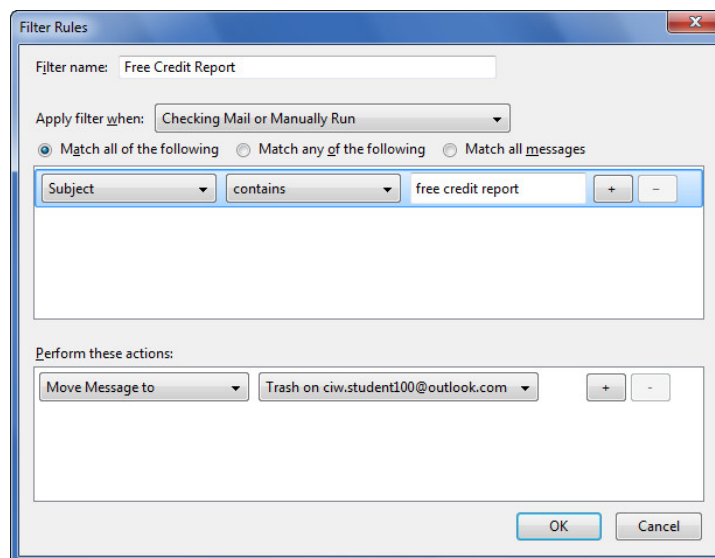 Filter Rules
Filter name: Free Credit Report
Apply filter when: Checking Mail or Manually Run
Match all of the following Match any of the following Match all messages
Subject contains free credit report + -
Perform these actions:
Move Message to Trash on ciw.student100@outlook.com + -
OK Cancel